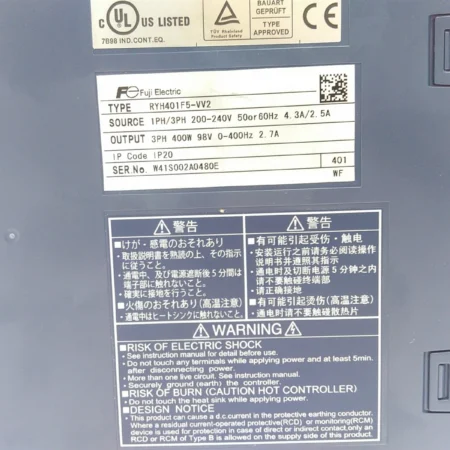 c UL US LISTED
7B98 IND.CONT.EQ.
TÜV Rheinland
Product Safety
BAUART
GEPRÜFT
TYPE
APPROVED
CE
Fe Fuji Electric
TYPE RYH401F5-VV2
SOURCE 1PH/3PH 200-240V 50or60Hz 4.3A/2.5A
OUTPUT 3PH 400W 98V 0-400Hz 2.7A
IP Code IP20
SER.No. W41S002A0480E
401
WF
⚠警告
■けが・感電のおそれあり
・取扱説明書を熟読の上、その指示
に従うこと。
・通電中、及び電源遮断後5分間は
端子部に触れないこと。
・確実に接地を行うこと。
■火傷のおそれあり(高温注意)
・通電中はヒートシンクに触れないこと。
⚠警告
■有可能引起受伤・触电
・安装运行之前请务必阅读操作
说明书并遵照其指示
・通电时及切断电源5分钟之内
请不要触碰终端部
・请正确接地
■有可能引起烫伤(高温注意)
・通电时请不要触碰散热片
⚠WARNING
■RISK OF ELECTRIC SHOCK
• See instruction manual for detail before use.
• Do not touch any terminals while applying power and at least 5min.
after disconnecting power.
• More than one live circuit. See instruction manual.
• Securely ground (earth) the controller.
■RISK OF BURN (CAUTION HOT CONTROLLER)
• Do not touch the heat sink while applying power.
■DESIGN NOTICE
• This product can cause a d.c.current in the protective earthing conductor.
Where a residual current-operated protective(RCD) or monitoring(RCM)
device is used for protection in case of direct or indirect contact,only an
RCD or RCM of Type B is allowed on the supply side of this product.